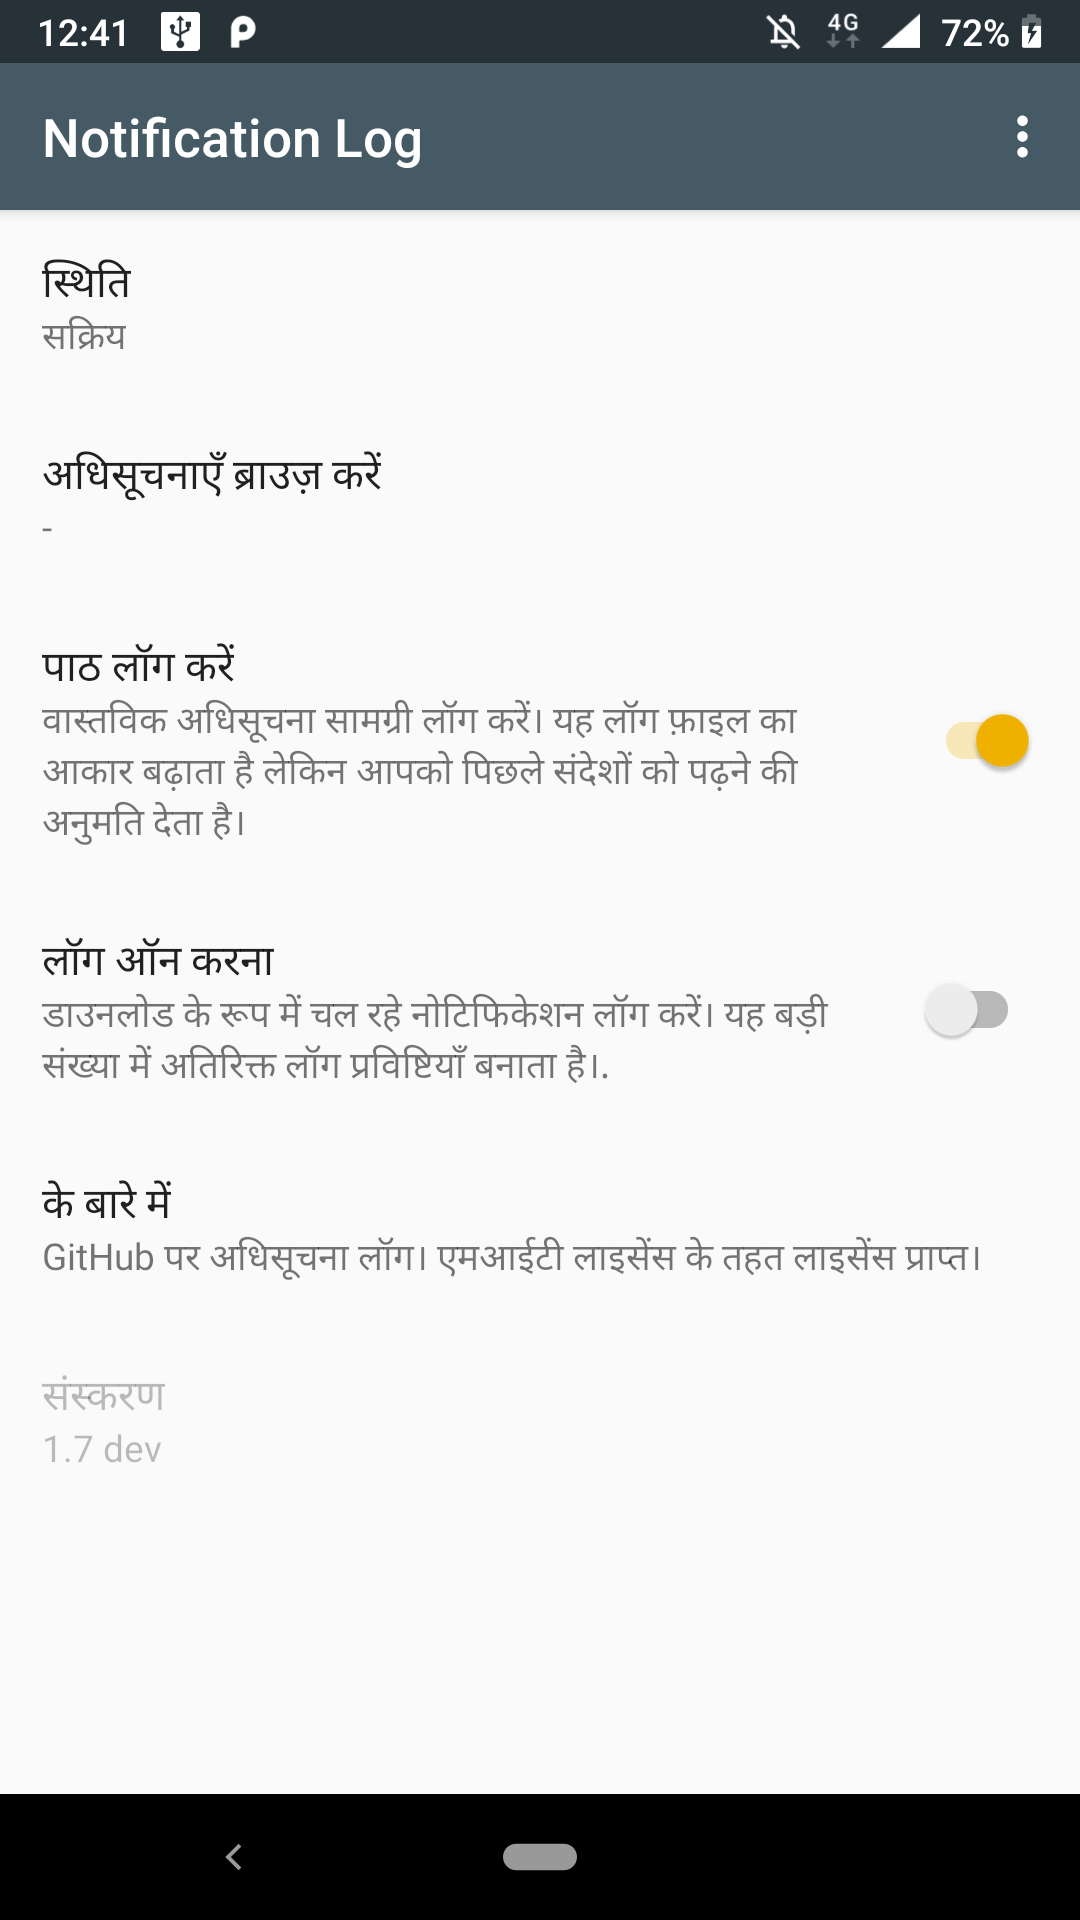 12:41
4G 72%
Notification Log
स्थिति
सक्रिय
अधिसूचनाएँ ब्राउज़ करें
-
पाठ लॉग करें
वास्तविक अधिसूचना सामग्री लॉग करें। यह लॉग फ़ाइल का
आकार बढ़ाता है लेकिन आपको पिछले संदेशों को पढ़ने की
अनुमति देता है।
लॉग ऑन करना
डाउनलोड के रूप में चल रहे नोटिफिकेशन लॉग करें। यह बड़ी
संख्या में अतिरिक्त लॉग प्रविष्टियाँ बनाता है।.
के बारे में
GitHub पर अधिसूचना लॉग। एमआईटी लाइसेंस के तहत लाइसेंस प्राप्त।
संस्करण
1.7 dev